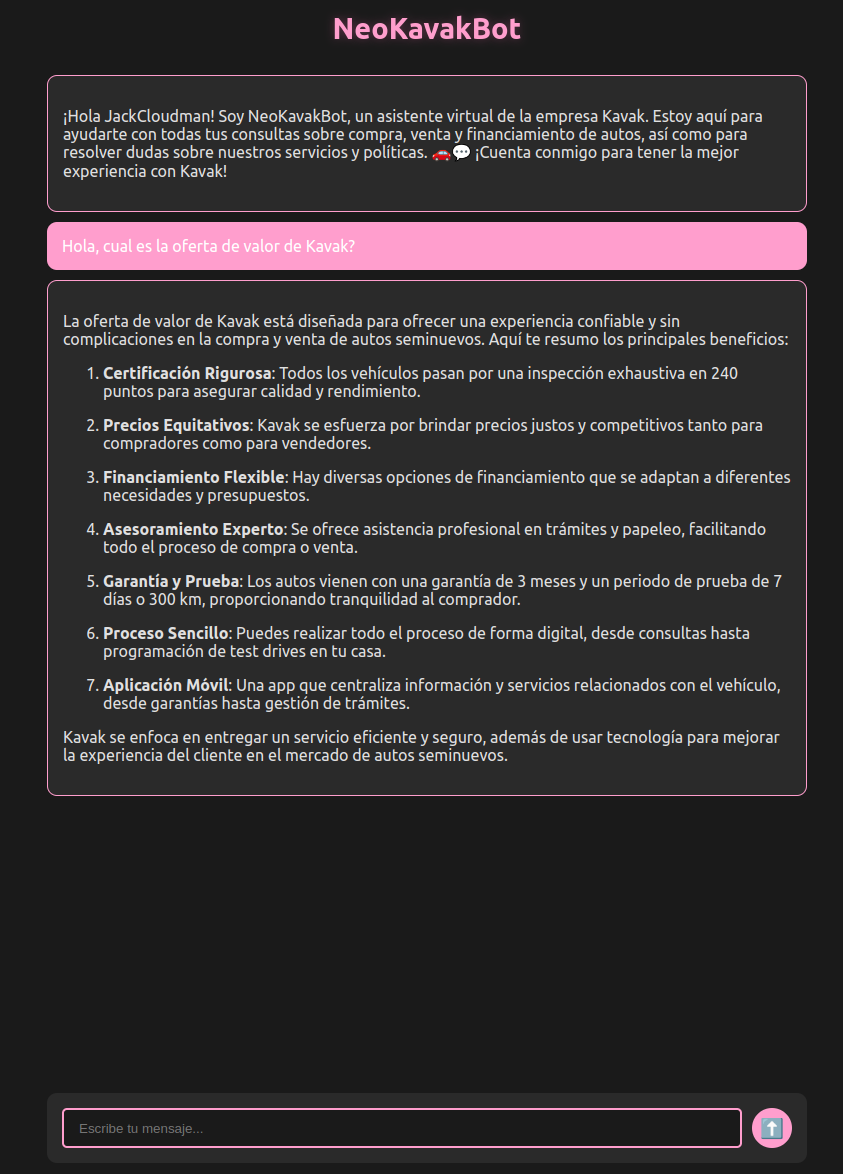 NeoKavakBot
¡Hola JackCloudman! Soy NeoKavakBot, un asistente virtual de la empresa Kavak. Estoy aquí para
ayudarte con todas tus consultas sobre compra, venta y financiamiento de autos, así como para
resolver dudas sobre nuestros servicios y políticas. 🚗💬 ¡Cuenta conmigo para tener la mejor
experiencia con Kavak!
Hola, cual es la oferta de valor de Kavak?
La oferta de valor de Kavak está diseñada para ofrecer una experiencia confiable y sin
complicaciones en la compra y venta de autos seminuevos. Aquí te resumo los principales beneficios:
1. Certificación Rigurosa: Todos los vehículos pasan por una inspección exhaustiva en 240
puntos para asegurar calidad y rendimiento.
2. Precios Equitativos: Kavak se esfuerza por brindar precios justos y competitivos tanto para
compradores como para vendedores.
3. Financiamiento Flexible: Hay diversas opciones de financiamiento que se adaptan a diferentes
necesidades y presupuestos.
4. Asesoramiento Experto: Se ofrece asistencia profesional en trámites y papeleo, facilitando
todo el proceso de compra o venta.
5. Garantía y Prueba: Los autos vienen con una garantía de 3 meses y un periodo de prueba de 7
días o 300 km, proporcionando tranquilidad al comprador.
6. Proceso Sencillo: Puedes realizar todo el proceso de forma digital, desde consultas hasta
programación de test drives en tu casa.
7. Aplicación Móvil: Una app que centraliza información y servicios relacionados con el vehículo,
desde garantías hasta gestión de trámites.
Kavak se enfoca en entregar un servicio eficiente y seguro, además de usar tecnología para mejorar
la experiencia del cliente en el mercado de autos seminuevos.
Escribe tu mensaje...